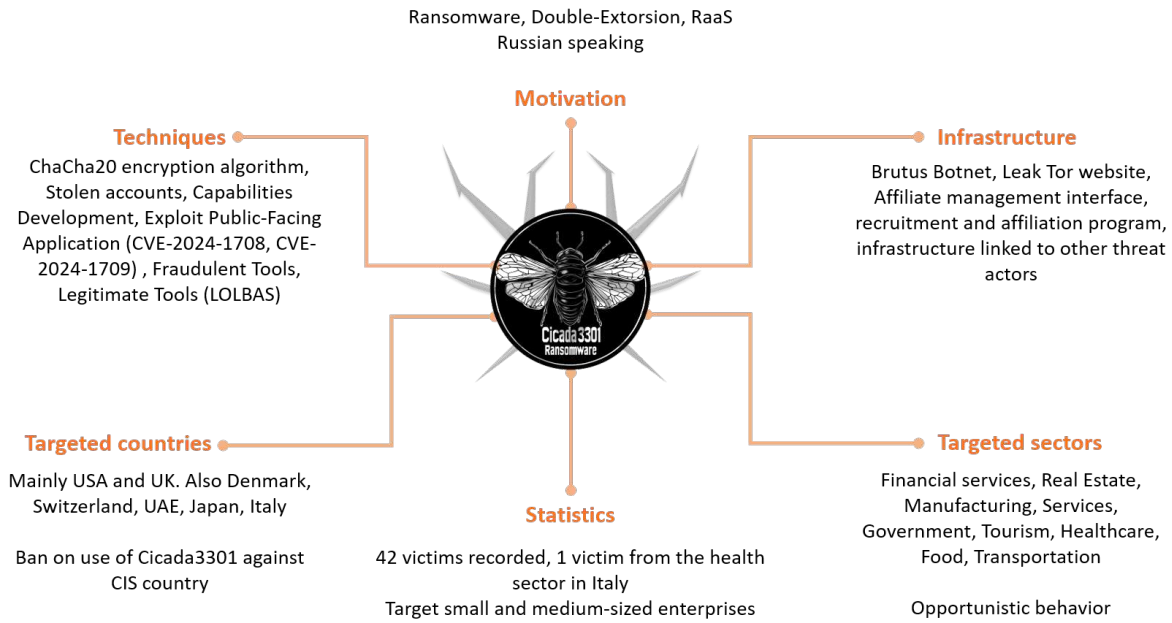 Ransomware, Double-Extorsion, RaaS
Russian speaking
Motivation
Techniques
ChaCha20 encryption algorithm,
Stolen accounts, Capabilities
Development, Exploit Public-Facing
Application (CVE-2024-1708, CVE-
2024-1709) , Fraudulent Tools,
Legitimate Tools (LOLBAS)
Infrastructure
Brutus Botnet, Leak Tor website,
Affiliate management interface,
recruitment and affiliation program,
infrastructure linked to other threat
actors
Cicada3301
Ransomware
Targeted countries
Mainly USA and UK. Also Denmark,
Switzerland, UAE, Japan, Italy
Ban on use of Cicada3301 against
CIS country
Statistics
42 victims recorded, 1 victim from the health
sector in Italy
Target small and medium-sized enterprises
Targeted sectors
Financial services, Real Estate,
Manufacturing, Services,
Government, Tourism, Healthcare,
Food, Transportation
Opportunistic behavior